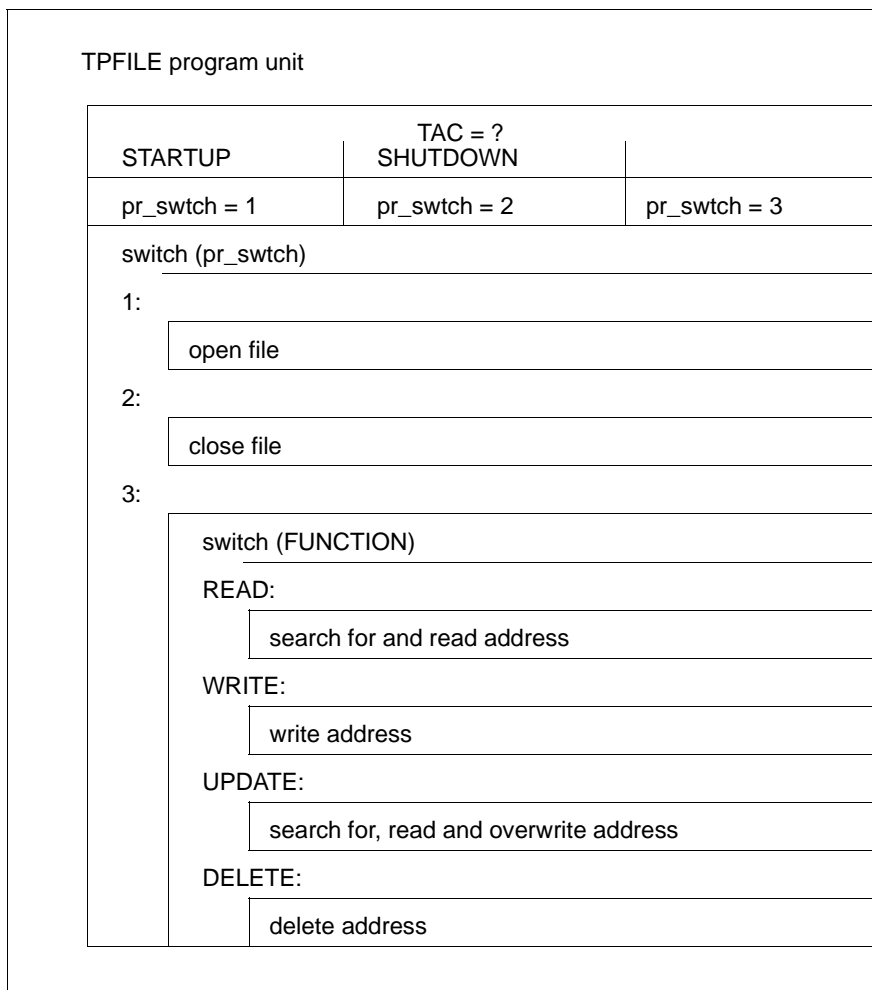 TPFILE program unit
TAC = ?
STARTUP SHUTDOWN
pr_swtch = 1 pr_swtch = 2 pr_swtch = 3
switch (pr_swtch)
1:
open file
2:
close file
3:
switch (FUNCTION)
READ:
search for and read address
WRITE:
write address
UPDATE:
search for, read and overwrite address
DELETE:
delete address